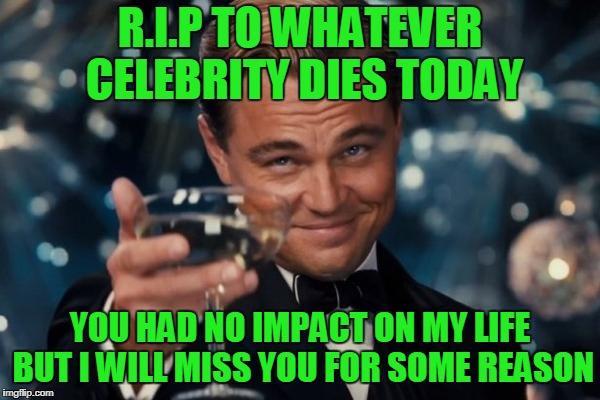 R.I.P TO WHATEVER
CELEBRITY DIES TODAY
YOU HAD NO IMPACT ON MY LIFE
BUT I WILL MISS YOU FOR SOME REASON
imgflip.com